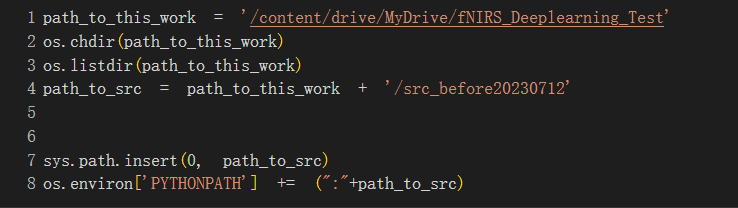 1 path_to_this_work = '/content/drive/MyDrive/fNIRS_Deeplearning_Test'
2 os.chdir(path_to_this_work)
3 os.listdir(path_to_this_work)
4 path_to_src = path_to_this_work + '/src_before20230712'
5
6
7 sys.path.insert(0, path_to_src)
8 os.environ['PYTHONPATH'] += (":"+path_to_src)